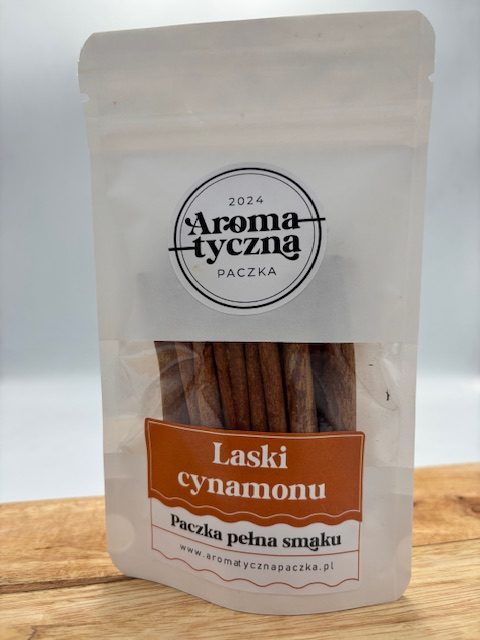 2024
Aroma
tyczna
PACZKA
Laski
cynamonu
Paczka pełna smaku
www.aromatycznapaczka.pl